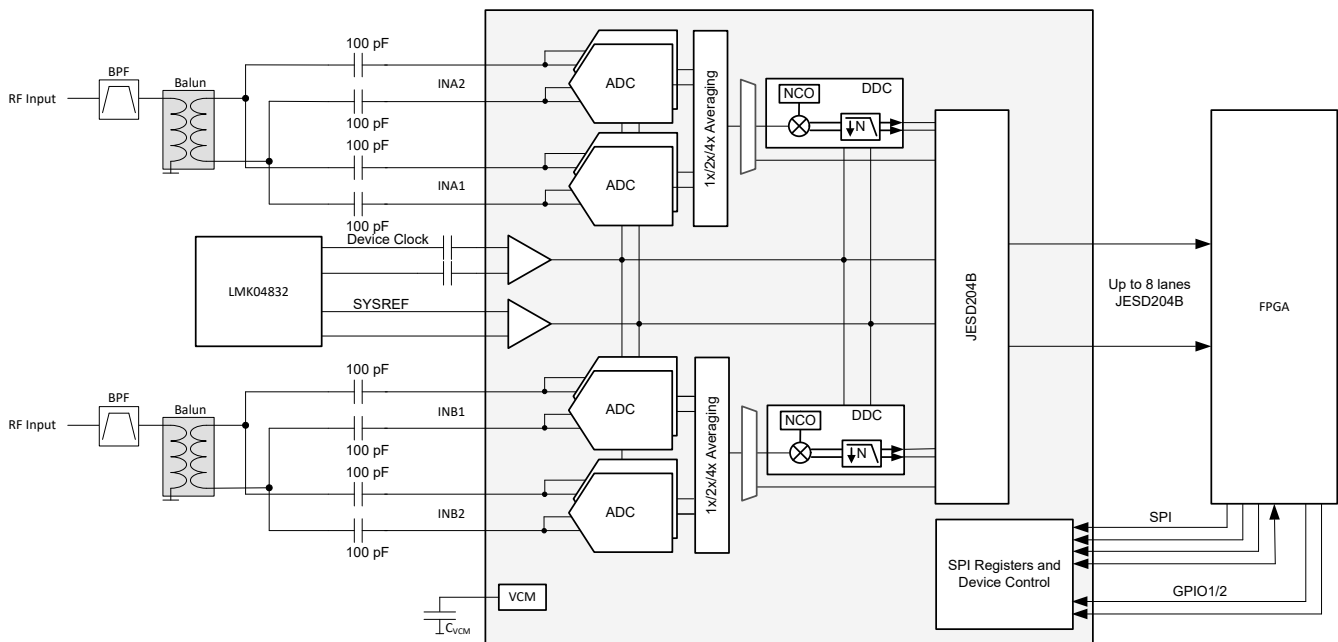 100 pF
BPF
Balun
RF Input
INA2
ADC
100 pF
100 pF
INA1
ADC
100 pF
1x/2x/4x Averaging
NCO
DDC
N
Device Clock
LMK04832
SYSREF
JESD204B
Up to 8 lanes
JESD204B
FPGA
100 pF
BPF
Balun
RF Input
INB1
ADC
100 pF
100 pF
INB2
ADC
100 pF
1x/2x/4x Averaging
NCO
DDC
N
SPI
SPI Registers and
Device Control
GPIO1/2
VCM
CVCM